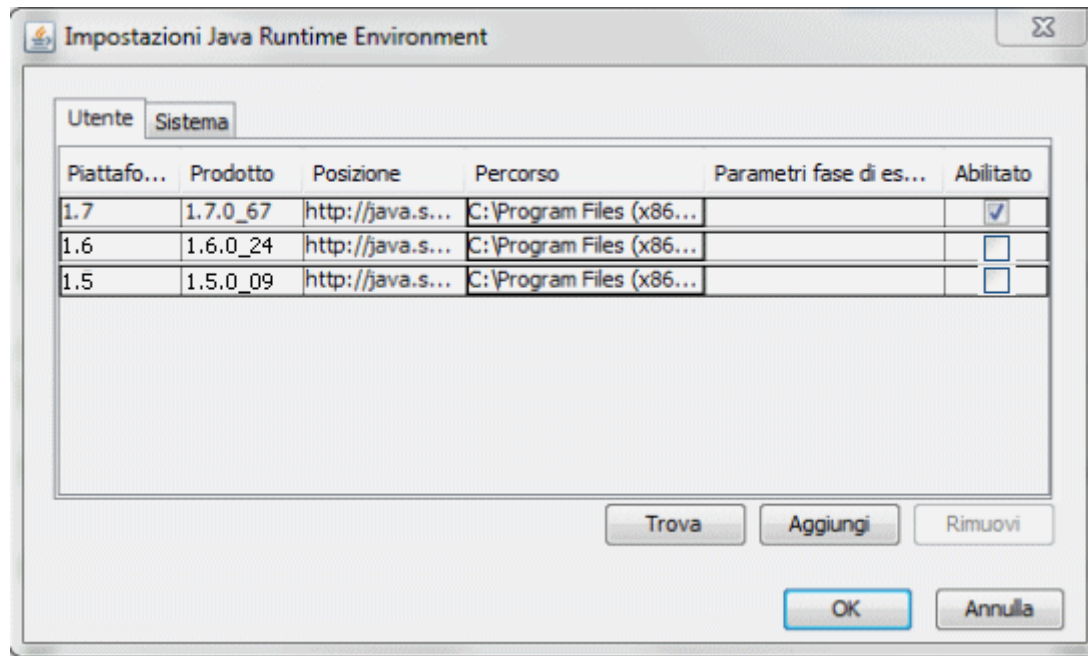 Impostazioni Java Runtime Environment
Utente Sistema
Piattafo... Prodotto Posizione Percorso Parametri fase di es... Abilitato
1.7 1.7.0_67 http://java.s... C:\Program Files (x86...
1.6 1.6.0_24 http://java.s... C:\Program Files (x86...
1.5 1.5.0_09 http://java.s... C:\Program Files (x86...
Trova Aggiungi Rimuovi
OK Annulla